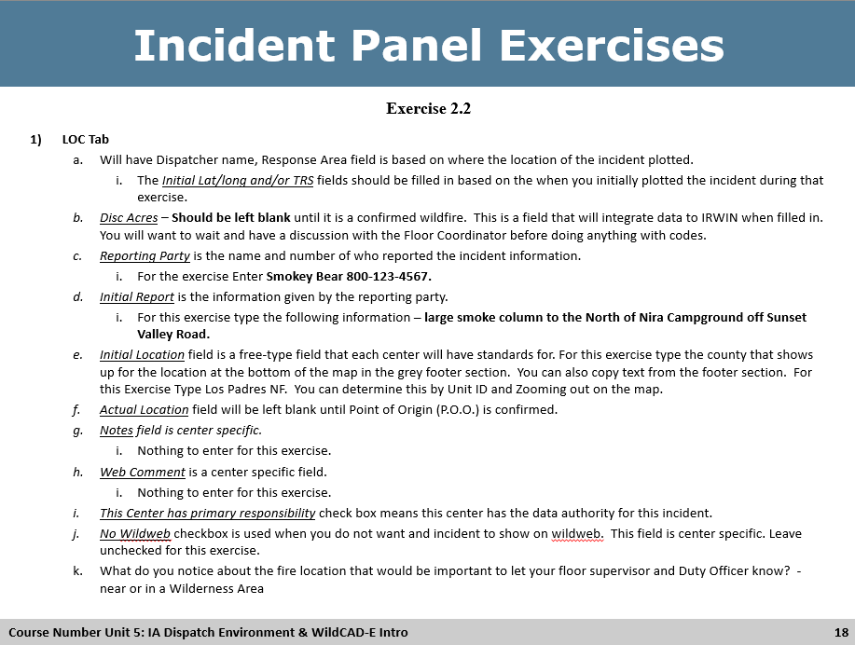 Incident Panel Exercises
Exercise 2.2
1) LOC Tab
a. Will have Dispatcher name, Response Area field is based on where the location of the incident plotted.
i. The Initial Lat/long and/or TRS fields should be filled in based on the when you initially plotted the incident during that
exercise.
b. Disc Acres – Should be left blank until it is a confirmed wildfire. This is a field that will integrate data to IRWIN when filled in.
You will want to wait and have a discussion with the Floor Coordinator before doing anything with codes.
c. Reporting Party is the name and number of who reported the incident information.
i. For the exercise Enter Smokey Bear 800-123-4567.
d. Initial Report is the information given by the reporting party.
i. For this exercise type the following information – large smoke column to the North of Nira Campground off Sunset
Valley Road.
e. Initial Location field is a free-type field that each center will have standards for. For this exercise type the county that shows
up for the location at the bottom of the map in the grey footer section. You can also copy text from the footer section. For
this Exercise Type Los Padres NF. You can determine this by Unit ID and Zooming out on the map.
f. Actual Location field will be left blank until Point of Origin (P.O.O.) is confirmed.
g. Notes field is center specific.
i. Nothing to enter for this exercise.
h. Web Comment is a center specific field.
i. Nothing to enter for this exercise.
i. This Center has primary responsibility check box means this center has the data authority for this incident.
j. No Wildweb checkbox is used when you do not want and incident to show on wildweb. This field is center specific. Leave
unchecked for this exercise.
k. What do you notice about the fire location that would be important to let your floor supervisor and Duty Officer know? -
near or in a Wilderness Area
Course Number Unit 5: IA Dispatch Environment & WildCAD-E Intro 18